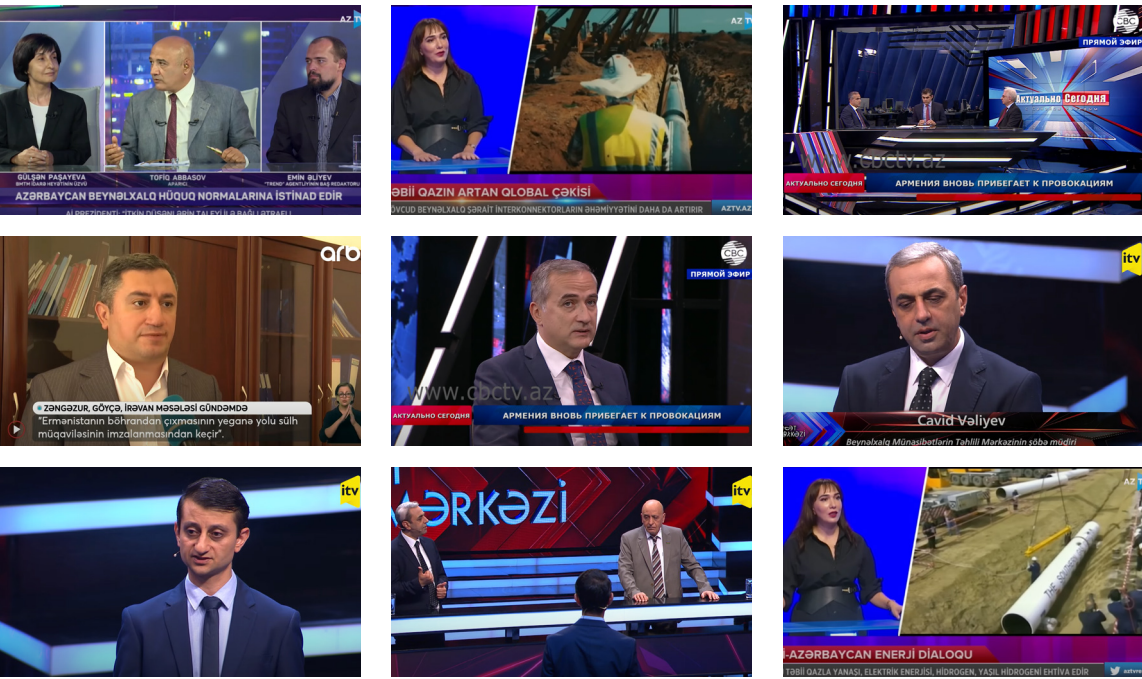 AZ TV
GÜLŞƏN PAŞAYEVA
BMTM İDARƏ HEYƏTİNİN ÜZVÜ
TOFİQ ABBASOV
APARICI
EMİN ƏLİYEV
"TREND" AGENTLİYİNİN BAŞ REDAKTORU
AZƏRBAYCAN BEYNƏLXALQ HÜQUQ NORMALARINA İSTİNAD EDİR
AZ TV
ƏBİİ QAZIN ARTAN QLOBAL ÇƏKİSİ
ÖVCUD BEYNƏLXALQ ŞƏRAİT İNTERKONNEKTORLARIN ƏHƏMİYYƏTİNİ DAHA DA ARTIRIR
AZTV.AZ
CBC
ПРЯМОЙ ЭФИР
Актуально Сегодня
www.cbctv.az
АКТУАЛЬНО СЕГОДНЯ
АРМЕНИЯ ВНОВЬ ПРИБЕГАЕТ К ПРОВОКАЦИЯМ
arb
ZƏNGƏZUR, GÖYÇƏ, İRƏVAN MƏSƏLƏSİ GÜNDƏMDƏ
"Ermənistanın böhrandan çıxmasının yeganə yolu sülh
müqaviləsinin imzalanmasından keçir".
CBC
ПРЯМОЙ ЭФИР
www.cbctv.az
АКТУАЛЬНО СЕГОДНЯ
АРМЕНИЯ ВНОВЬ ПРИБЕГАЕТ К ПРОВОКАЦИЯМ
itv
Cavid Vəliyev
Beynəlxalq Münasibətlərin Təhlili Mərkəzinin şöbə müdiri
itv
MƏRKƏZİ
itv
AZ T
THE SO
İ-AZƏRBAYCAN ENERJİ DİALOQU
TƏBİİ QAZLA YANAŞI, ELEKTRİK ENERJİSİ, HİDROGEN, YAŞIL HİDROGENİ EHTİVA EDİR